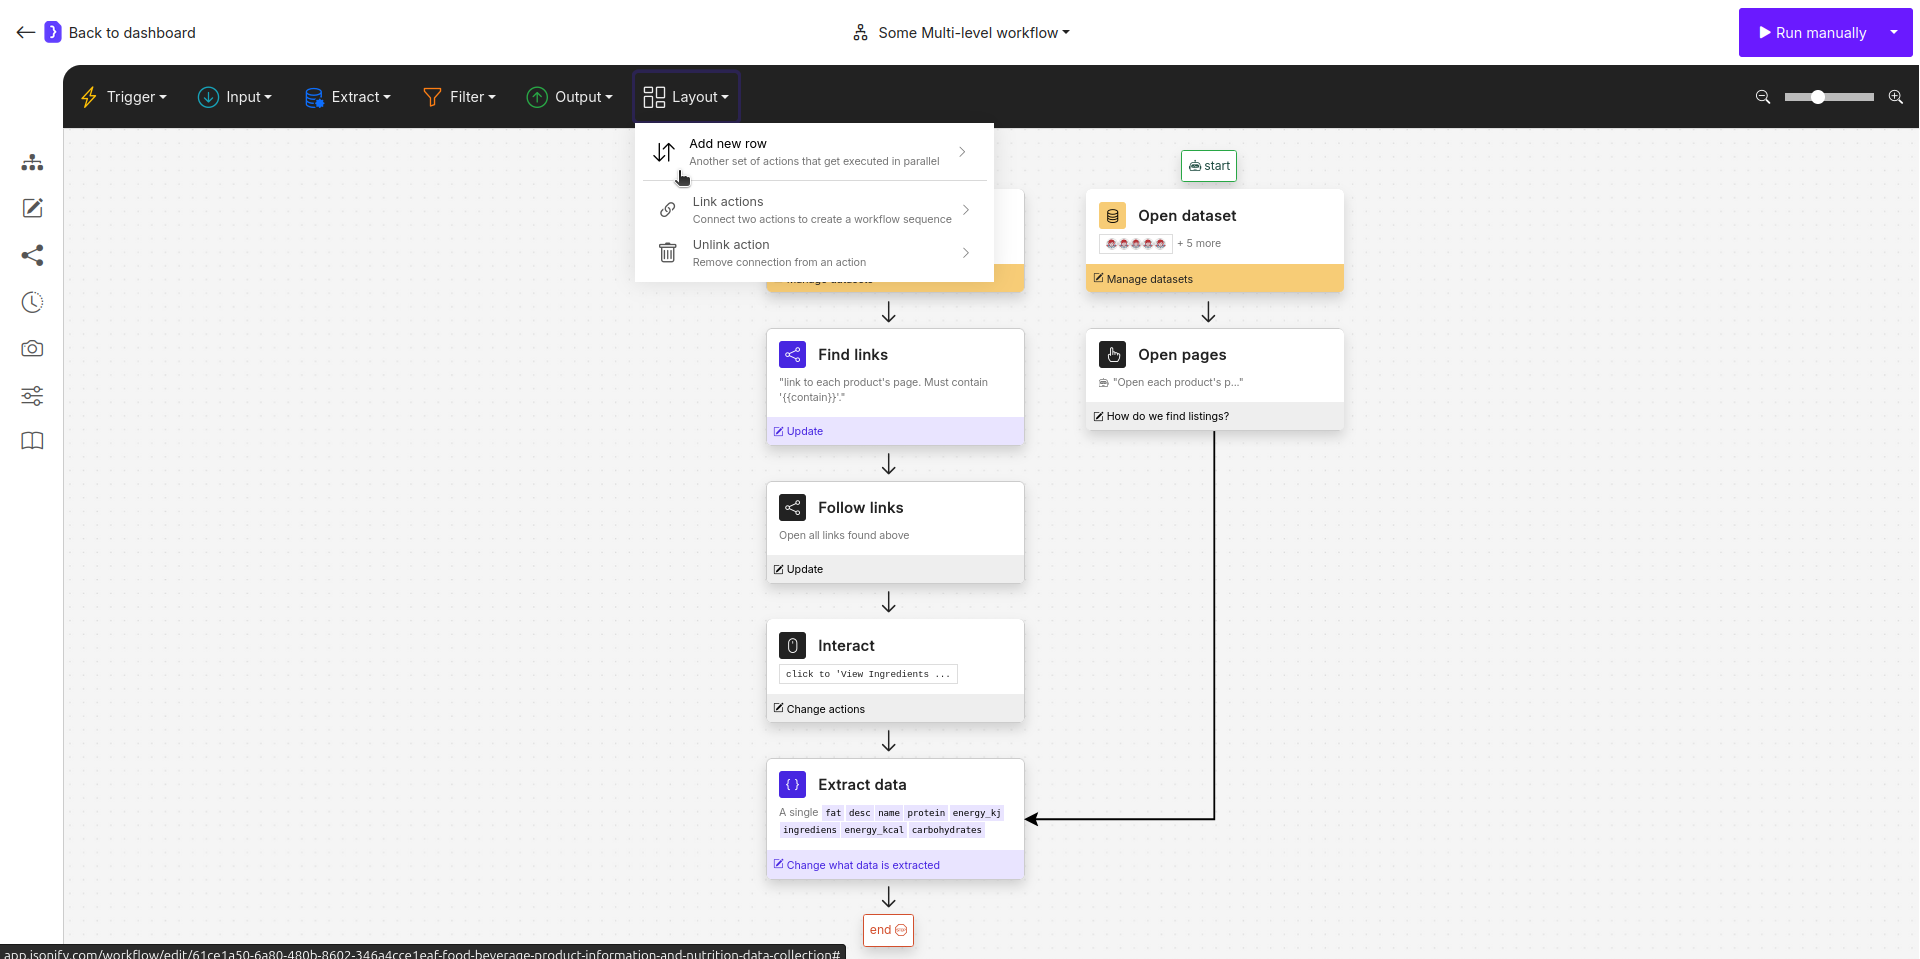 Back to dashboard
Some Multi-level workflow
Run manually
Trigger
Input
Extract
Filter
Output
Layout
Add new row
Another set of actions that get executed in parallel
Link actions
Connect two actions to create a workflow sequence
Unlink action
Remove connection from an action
start
Open dataset
+ 5 more
Manage datasets
Manage datasets
Find links
"link to each product's page. Must contain
'{{contain}}'."
Update
Open pages
"Open each product's p..."
How do we find listings?
Follow links
Open all links found above
Update
Interact
click to 'View Ingredients ...
Change actions
Extract data
A single fat desc name protein energy_kj
ingrediens energy_kcal carbohydrates
Change what data is extracted
end
app.jsonify.com/workflow/edit/61ce1a50-6a80-480b-8602-346a4cce1eaf-food-beverage-product-information-and-nutrition-data-collection#